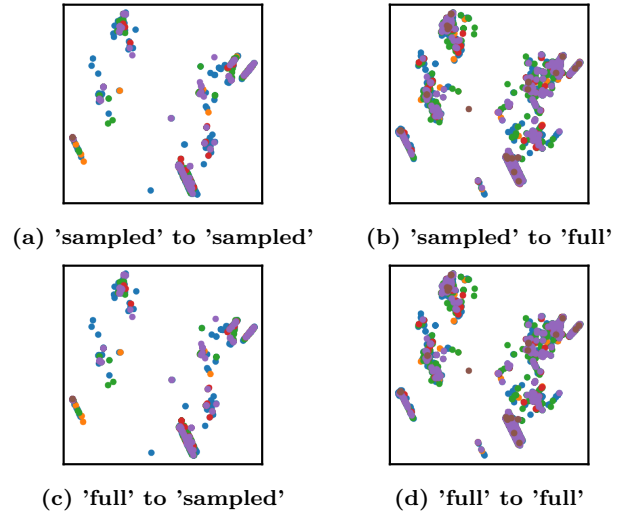 (a) 'sampled' to 'sampled'
(b) 'sampled' to 'full'
(c) 'full' to 'sampled'
(d) 'full' to 'full'